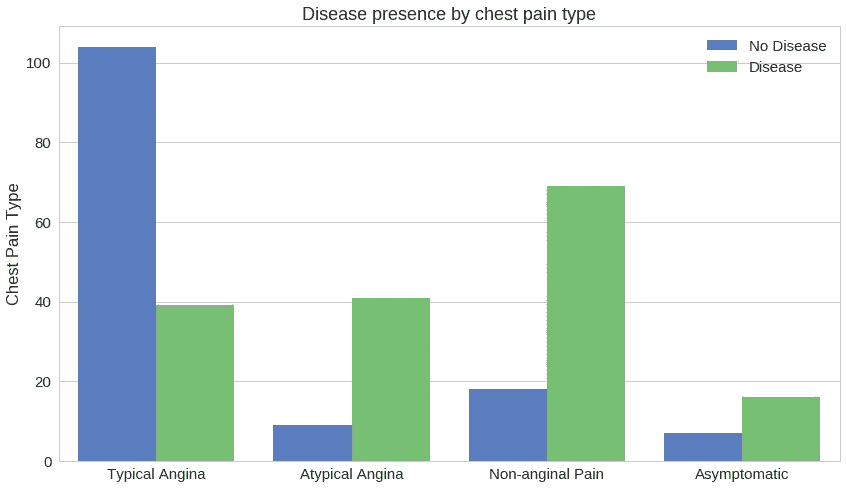 Disease presence by chest pain type
No Disease
Disease
100
80
60
40
20
0
Chest Pain Type
Typical Angina
Atypical Angina
Non-anginal Pain
Asymptomatic